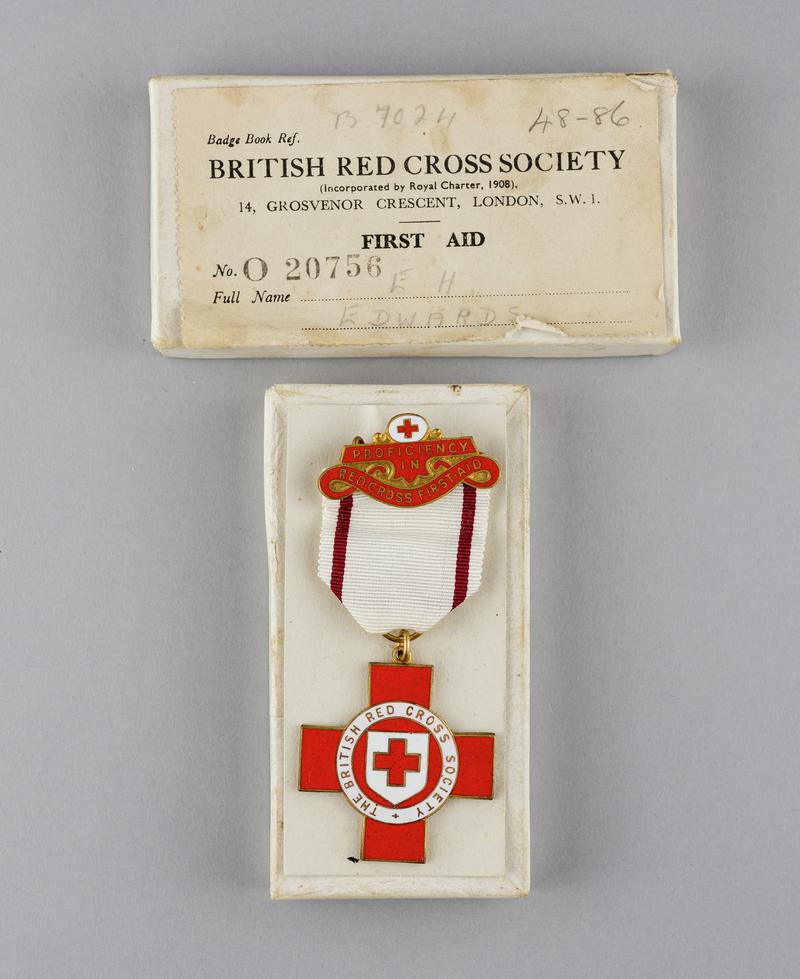 B 7024 48-86
Badge Book Ref.
BRITISH RED CROSS SOCIETY
(Incorporated by Royal Charter, 1908).
14, GROSVENOR CRESCENT, LONDON, S.W. 1.
FIRST AID
No. O 20756
Full Name E H
EDWARDS
PROFICIENCY
IN
RED CROSS FIRST-AID
THE BRITISH RED CROSS SOCIETY